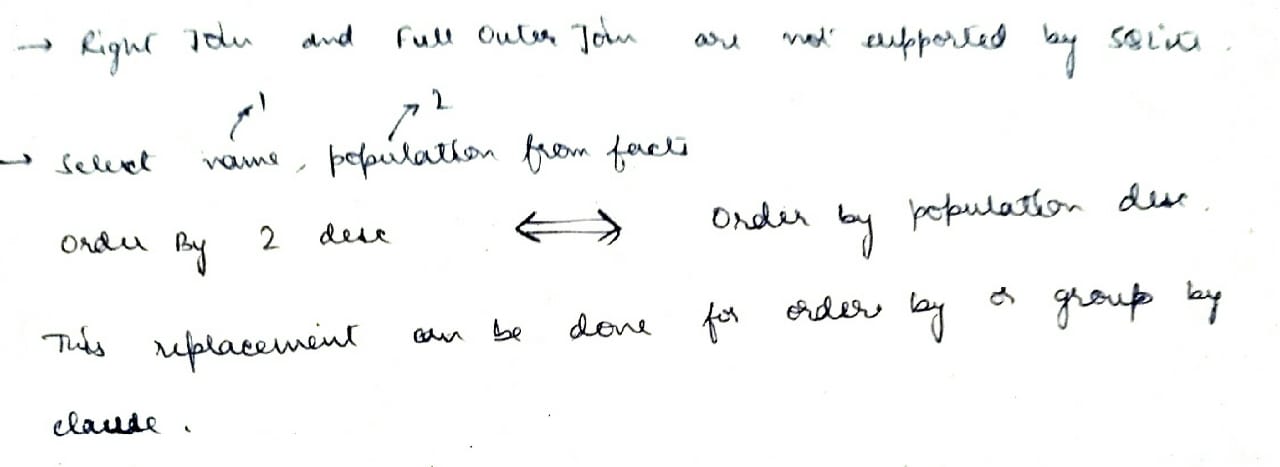 → Right Join and Full Outer Join are not supported by SQLite.
1 2
→ Select name, population from facts
Order By 2 desc ⟺ Order by population desc.
This replacement can be done for order by or group by
clause.